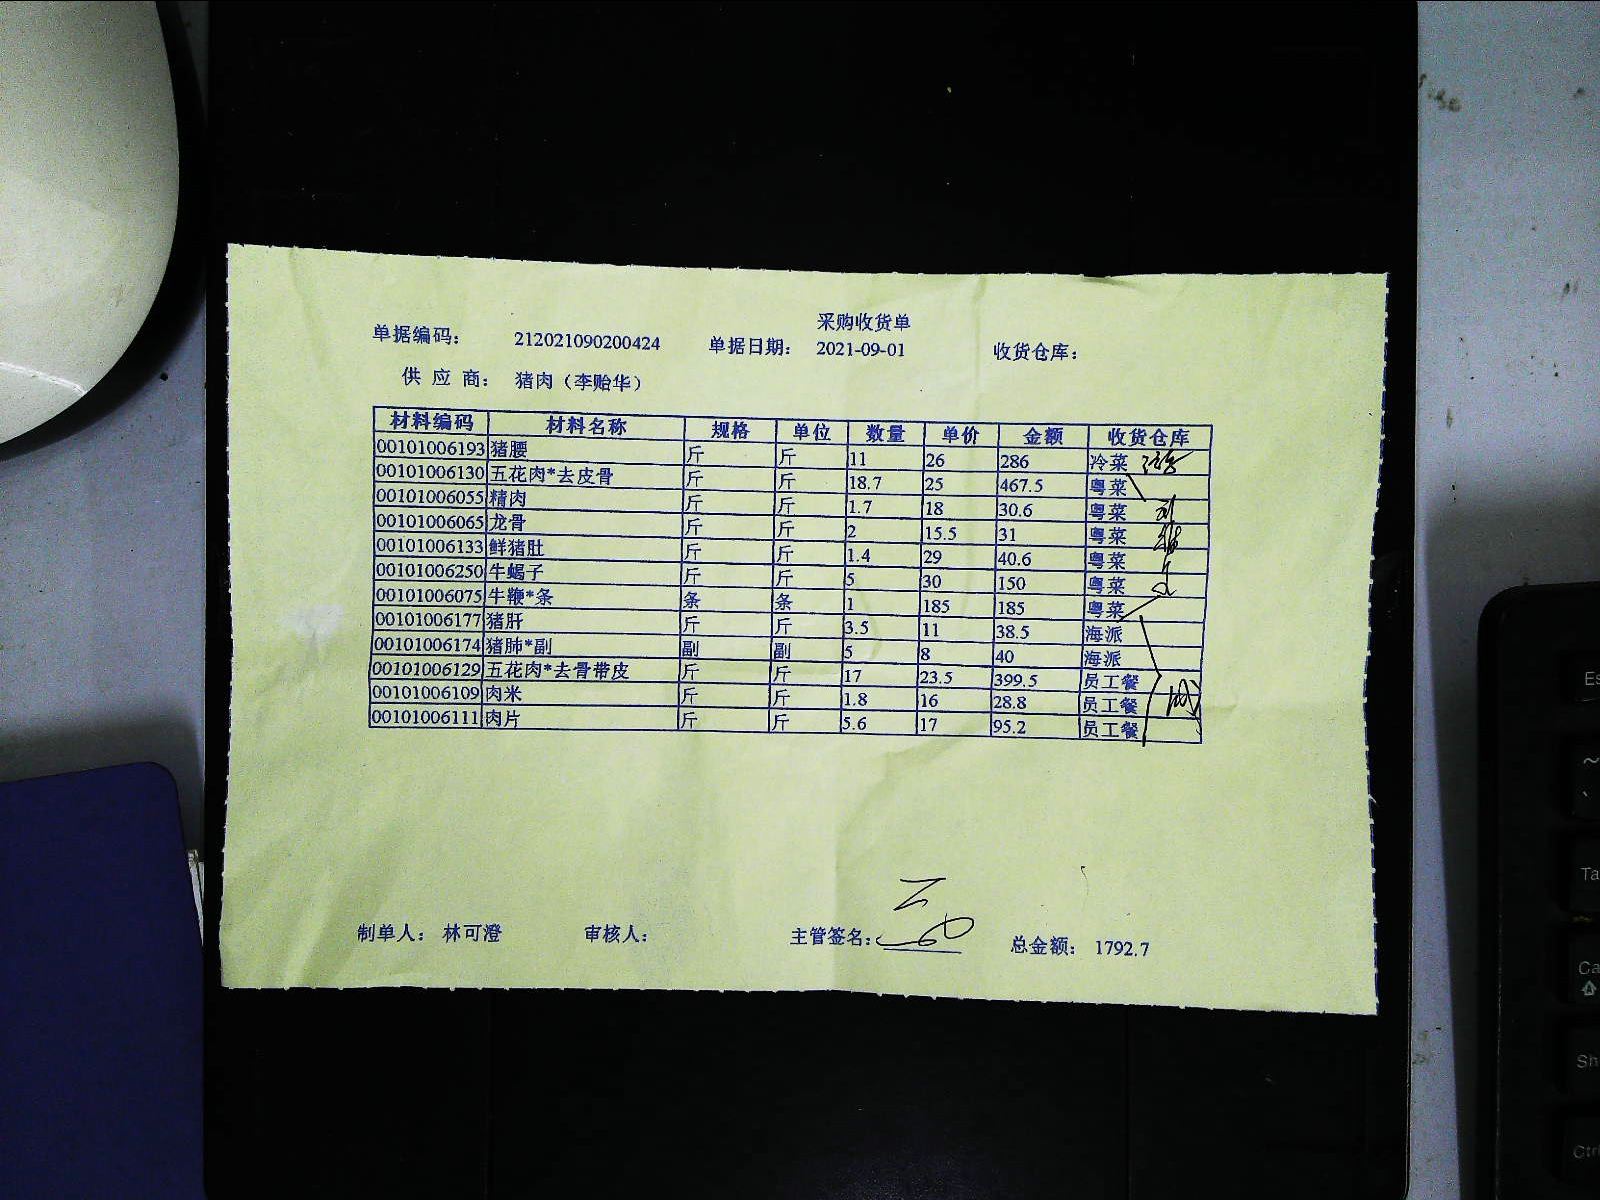 采购收货单
单据编码: 212021090200424 单据日期: 2021-09-01 收货仓库:
供 应 商: 猪肉（李贻华）
材料编码 材料名称 规格 单位 数量 单价 金额 收货仓库
00101006193 猪腰 斤 斤 11 26 286 冷菜
00101006130 五花肉*去皮骨 斤 斤 18.7 25 467.5 粤菜
00101006055 精肉 斤 斤 1.7 18 30.6 粤菜
00101006065 龙骨 斤 斤 2 15.5 31 粤菜
00101006133 鲜猪肚 斤 斤 1.4 29 40.6 粤菜
00101006250 牛蝎子 斤 斤 5 30 150 粤菜
00101006075 牛鞭*条 条 条 1 185 185 粤菜
00101006177 猪肝 斤 斤 3.5 11 38.5 海派
00101006174 猪肺*副 副 副 5 8 40 海派
00101006129 五花肉*去骨带皮 斤 斤 17 23.5 399.5 员工餐
00101006109 肉米 斤 斤 1.8 16 28.8 员工餐
00101006111 肉片 斤 斤 5.6 17 95.2 员工餐
制单人: 林可澄 审核人: 主管签名: 总金额: 1792.7